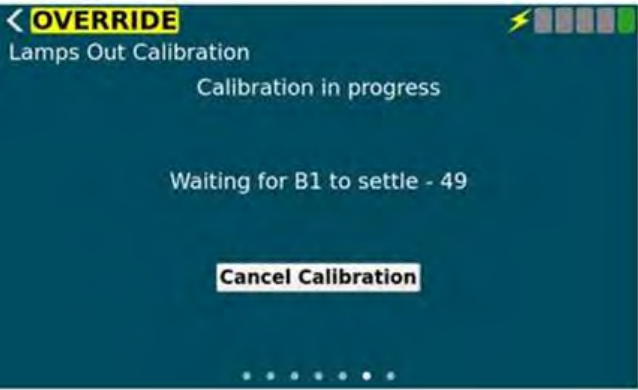 OVERRIDE
Lamps Out Calibration
Calibration in progress
Waiting for B1 to settle - 49
Cancel Calibration